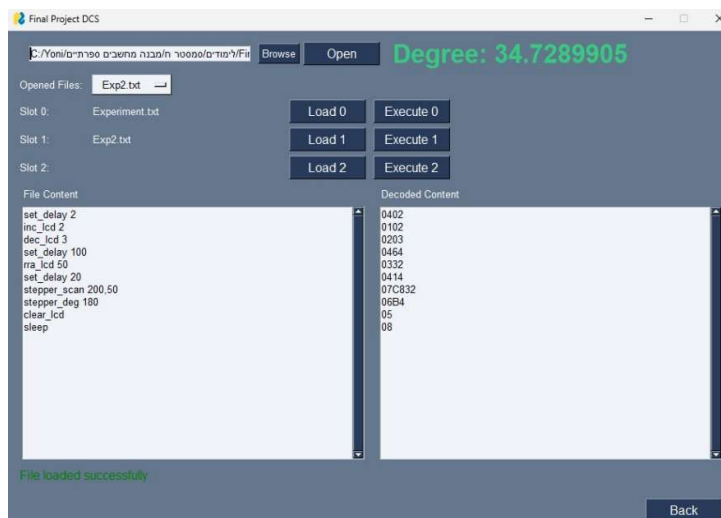 Final Project DCS
C:/Yoni/לימודים/סמסטר ח/מבנה מחשבים ספרתיים/Fir Browse Open Degree: 34.7289905
Opened Files: Exp2.txt
Slot 0: Experiment.txt Load 0 Execute 0
Slot 1: Exp2.txt Load 1 Execute 1
Slot 2: Load 2 Execute 2
File Content
set_delay 2
inc_lcd 2
dec_lcd 3
set_delay 100
rra_lcd 50
set_delay 20
stepper_scan 200,50
stepper_deg 180
clear_lcd
sleep
Decoded Content
0402
0102
0203
0464
0332
0414
07C832
06B4
05
08
File loaded successfully
Back